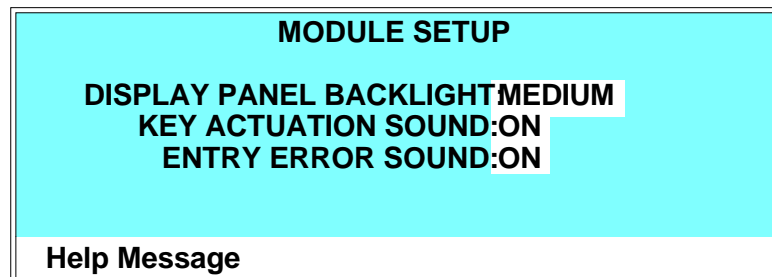 MODULE SETUP
DISPLAY PANEL BACKLIGHT:MEDIUM
KEY ACTUATION SOUND:ON
ENTRY ERROR SOUND:ON
Help Message